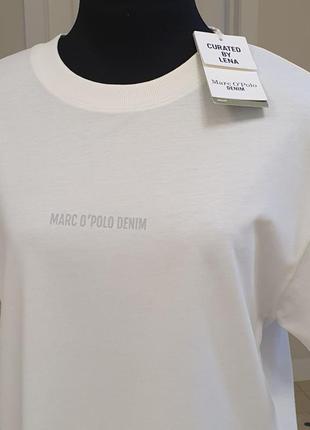 CURATED
BY
LENA
Marc O'Polo
DENIM
MARC O'POLO DENIM